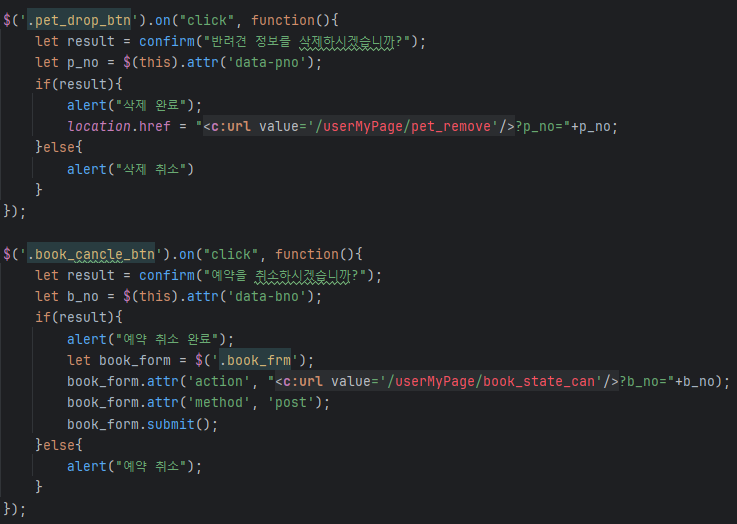 $('.pet_drop_btn').on("click", function(){
    let result = confirm("반려견 정보를 삭제하시겠습니까?");
    let p_no = $(this).attr('data-pno');
    if(result){
        alert("삭제 완료");
        location.href = "<c:url value='/userMyPage/pet_remove'/>?p_no="+p_no;
    }else{
        alert("삭제 취소")
    }
});
$('.book_cancle_btn').on("click", function(){
    let result = confirm("예약을 취소하시겠습니까?");
    let b_no = $(this).attr('data-bno');
    if(result){
        alert("예약 취소 완료");
        let book_form = $('.book_frm');
        book_form.attr('action', "<c:url value='/userMyPage/book_state_can'/>?b_no="+b_no);
        book_form.attr('method', 'post');
        book_form.submit();
    }else{
        alert("예약 취소");
    }
});